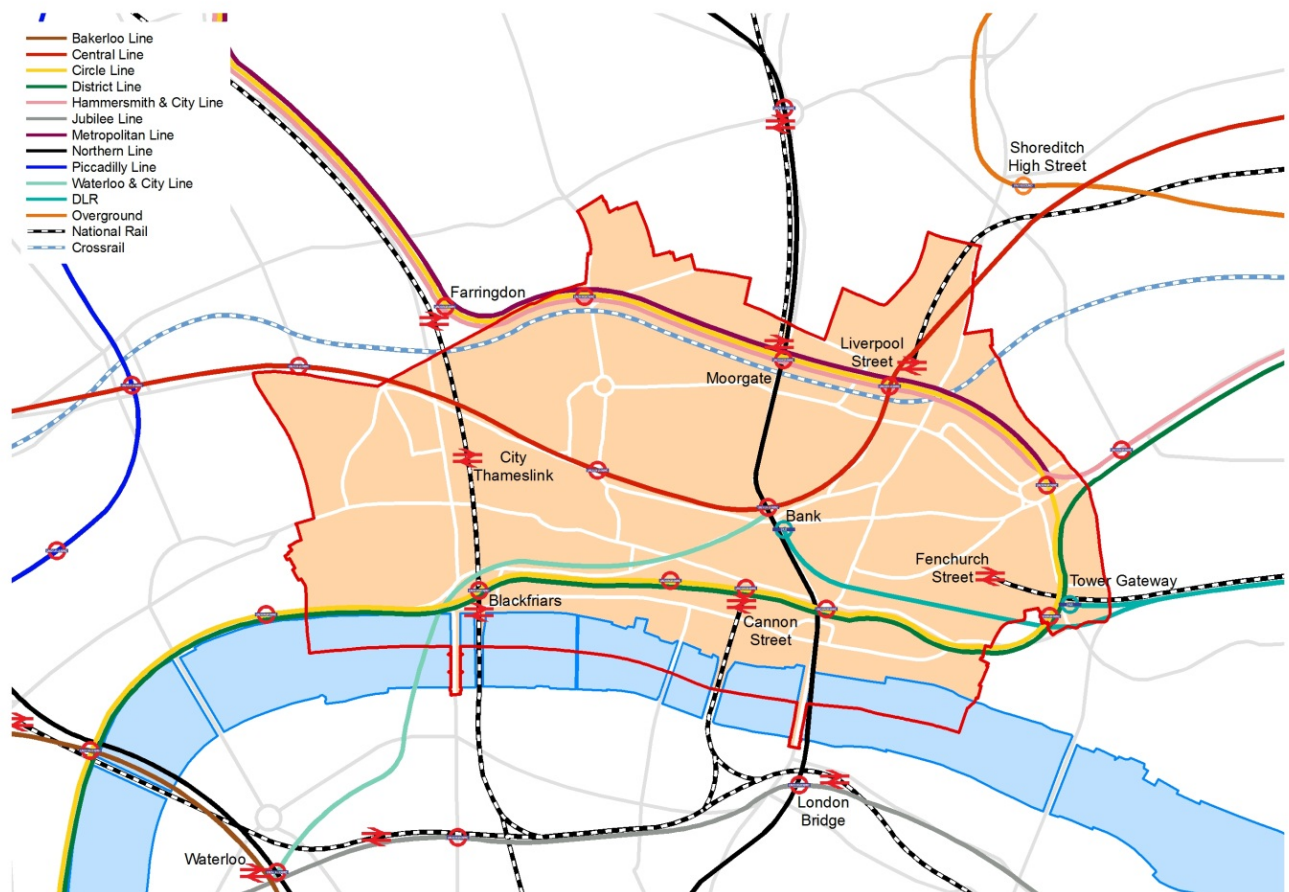 Bakerloo Line
Central Line
Circle Line
District Line
Hammersmith & City Line
Jubilee Line
Metropolitan Line
Northern Line
Piccadilly Line
Waterloo & City Line
DLR
Overground
National Rail
Crossrail
Shoreditch
High Street
Farringdon
Liverpool
Street
Moorgate
City
Thameslink
Bank
Fenchurch
Street
Tower Gateway
Blackfriars
Cannon
Street
London
Bridge
Waterloo